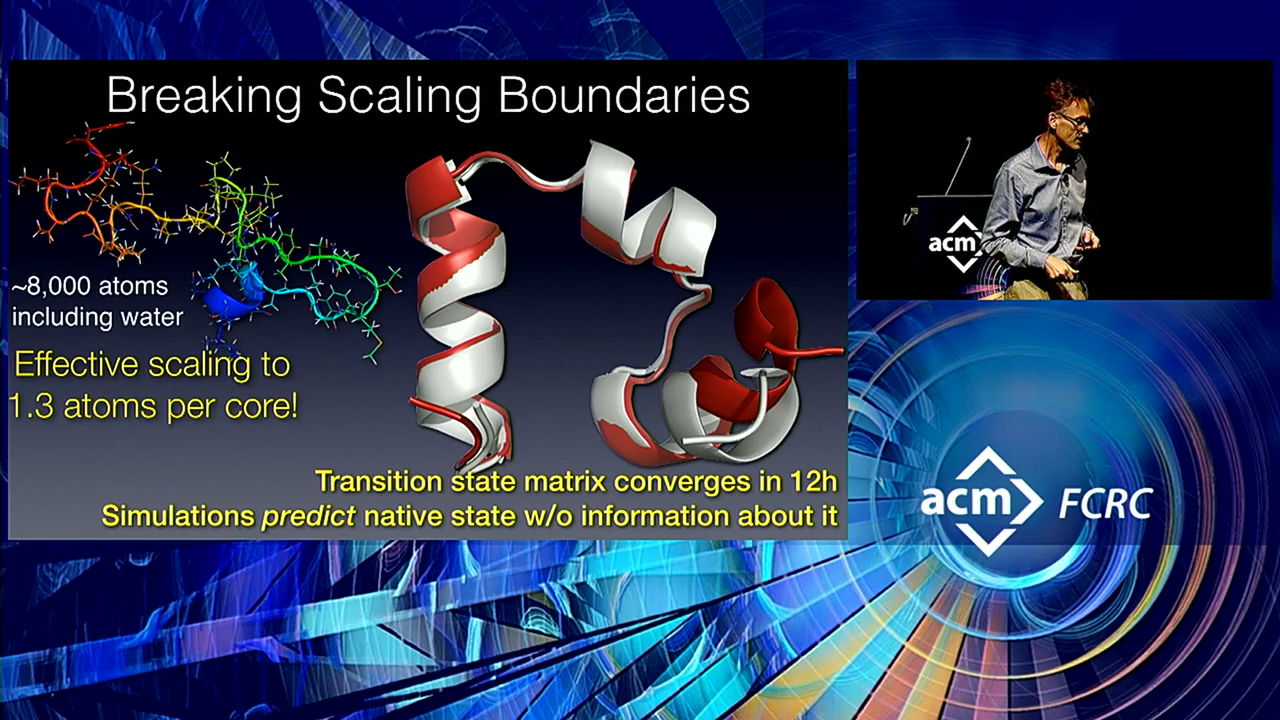 Breaking Scaling Boundaries
~8,000 atoms
including water
Effective scaling to
1.3 atoms per core!
Transition state matrix converges in 12h
Simulations predict native state w/o information about it
acm
acm FCRC